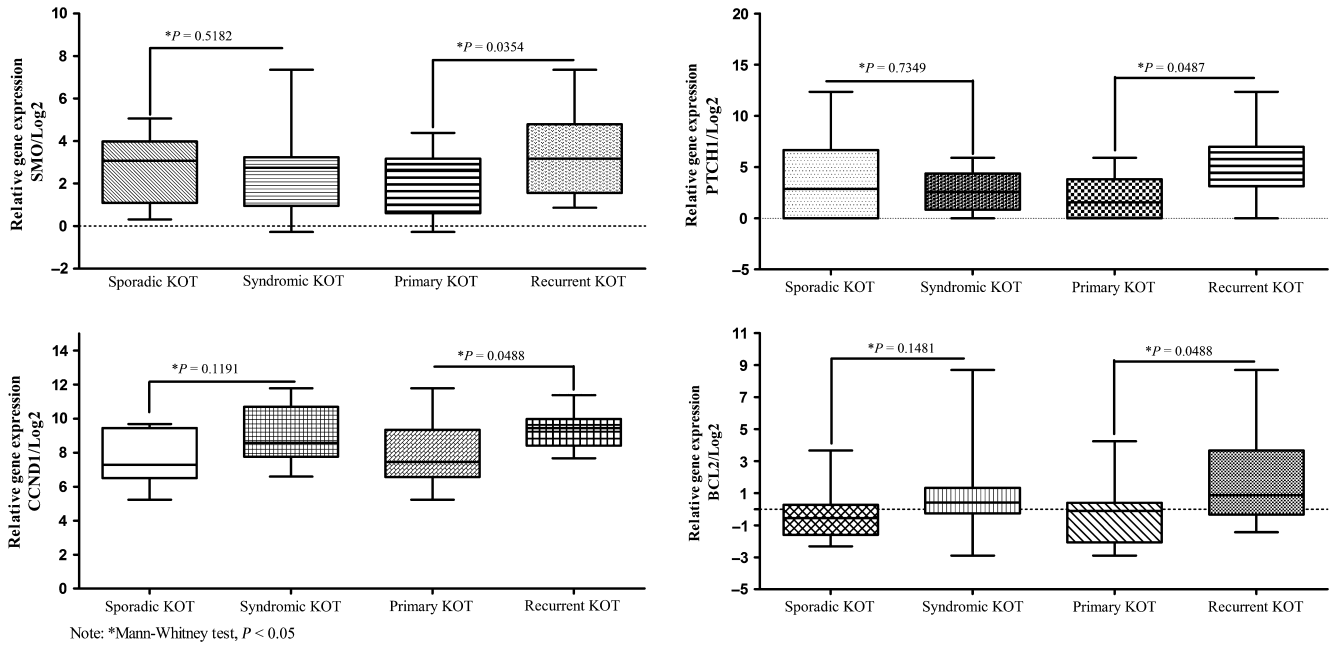 Relative gene expression
SMO/Log2
10
8
6
4
2
0
–2
*P = 0.5182
*P = 0.0354
Sporadic KOT
Syndromic KOT
Primary KOT
Recurrent KOT
Relative gene expression
PTCH1/Log2
20
15
10
5
0
–5
*P = 0.7349
*P = 0.0487
Sporadic KOT
Syndromic KOT
Primary KOT
Recurrent KOT
Relative gene expression
CCND1/Log2
14
12
10
8
6
4
2
0
*P = 0.1191
*P = 0.0488
Sporadic KOT
Syndromic KOT
Primary KOT
Recurrent KOT
Relative gene expression
BCL2/Log2
11
9
7
5
3
1
–1
–3
–5
*P = 0.1481
*P = 0.0488
Sporadic KOT
Syndromic KOT
Primary KOT
Recurrent KOT
Note: *Mann-Whitney test, P < 0.05